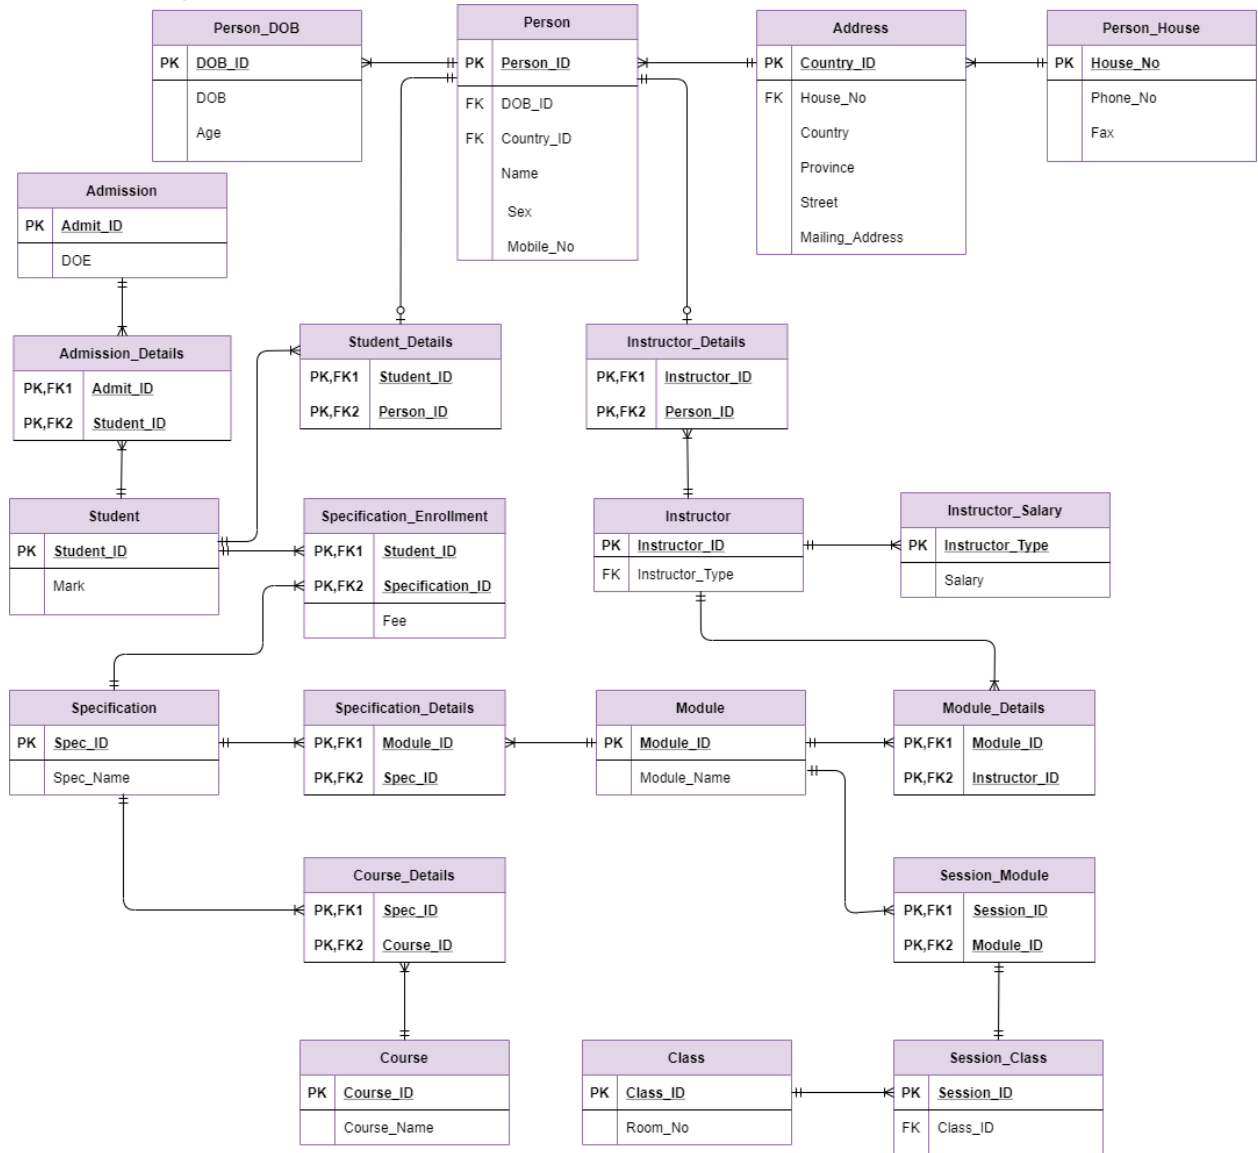 Person_DOB
PK DOB_ID
DOB
Age
Person
PK Person_ID
FK DOB_ID
FK Country_ID
Name
Sex
Mobile_No
Address
PK Country_ID
FK House_No
Country
Province
Street
Mailing_Address
Person_House
PK House_No
Phone_No
Fax
Admission
PK Admit_ID
DOE
Admission_Details
PK,FK1 Admit_ID
PK,FK2 Student_ID
Student_Details
PK,FK1 Student_ID
PK,FK2 Person_ID
Instructor_Details
PK,FK1 Instructor_ID
PK,FK2 Person_ID
Student
PK Student_ID
Mark
Specification_Enrollment
PK,FK1 Student_ID
PK,FK2 Specification_ID
Fee
Instructor
PK Instructor_ID
FK Instructor_Type
Instructor_Salary
PK Instructor_Type
Salary
Specification
PK Spec_ID
Spec_Name
Specification_Details
PK,FK1 Module_ID
PK,FK2 Spec_ID
Module
PK Module_ID
Module_Name
Module_Details
PK,FK1 Module_ID
PK,FK2 Instructor_ID
Course_Details
PK,FK1 Spec_ID
PK,FK2 Course_ID
Session_Module
PK,FK1 Session_ID
PK,FK2 Module_ID
Course
PK Course_ID
Course_Name
Class
PK Class_ID
Room_No
Session_Class
PK Session_ID
FK Class_ID